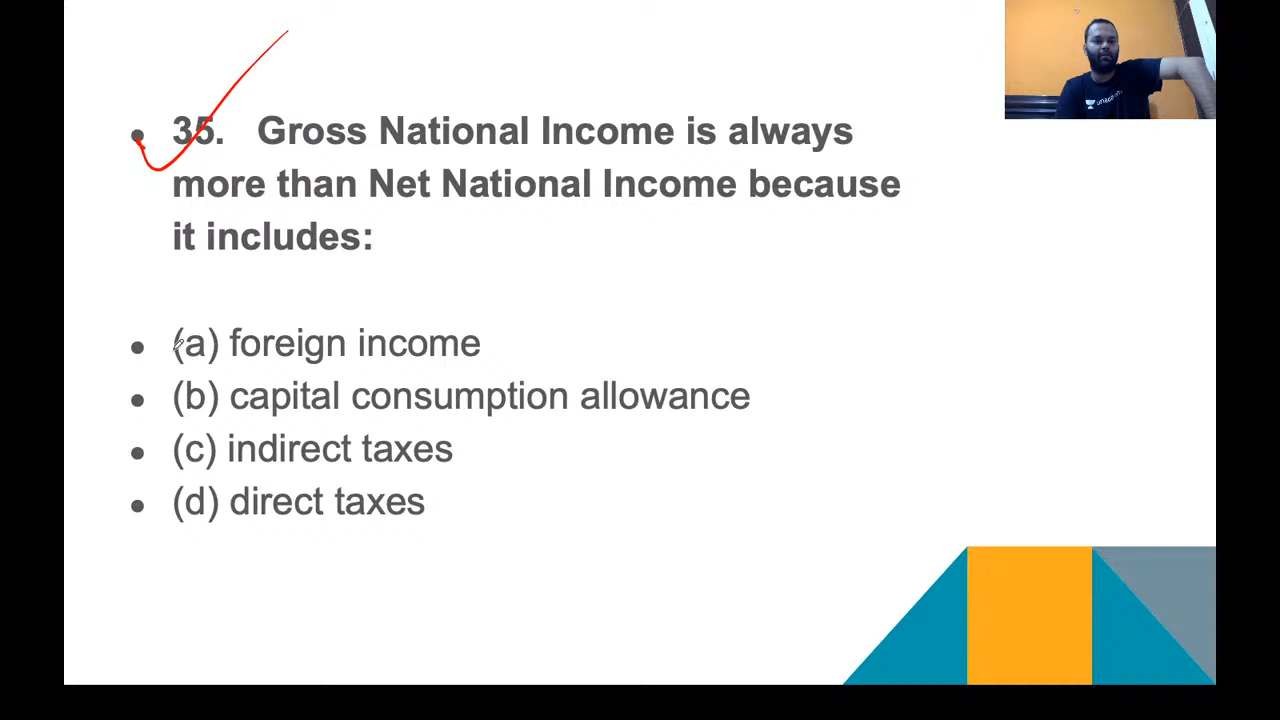 35. Gross National Income is always
more than Net National Income because
it includes:
(a) foreign income
(b) capital consumption allowance
(c) indirect taxes
(d) direct taxes